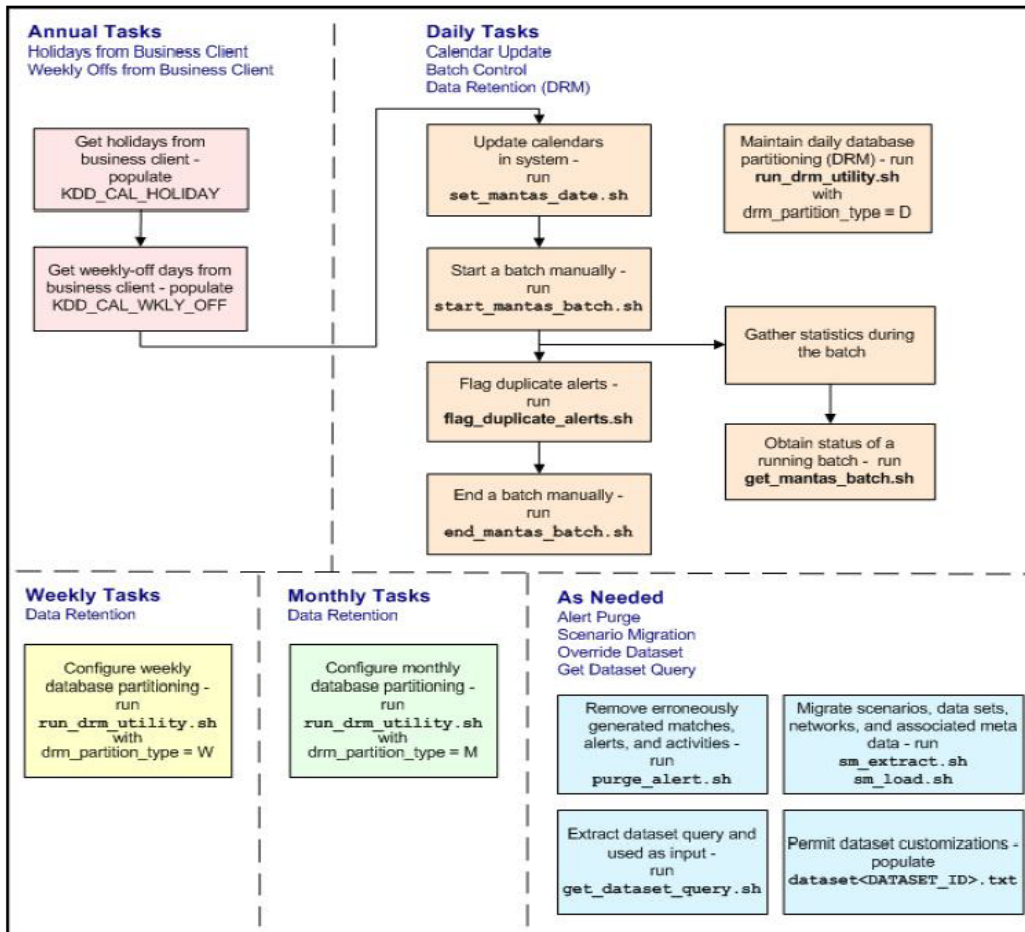 Annual Tasks
Holidays from Business Client
Weekly Offs from Business Client
Get holidays from
business client -
populate
KDD_CAL_HOLIDAY
Get weekly-off days from
business client - populate
KDD_CAL_WKLY_OFF
Daily Tasks
Calendar Update
Batch Control
Data Retention (DRM)
Update calendars
in system -
run
set_mantas_date.sh
Start a batch manually -
run
start_mantas_batch.sh
Flag duplicate alerts -
run
flag_duplicate_alerts.sh
End a batch manually -
run
end_mantas_batch.sh
Maintain daily database
partitioning (DRM) - run
run_drm_utility.sh
with
drm_partition_type = D
Gather statistics during
the batch
Obtain status of a
running batch - run
get_mantas_batch.sh
Weekly Tasks
Data Retention
Configure weekly
database partitioning -
run
run_drm_utility.sh
with
drm_partition_type = W
Monthly Tasks
Data Retention
Configure monthly
database partitioning -
run
run_drm_utility.sh
with
drm_partition_type = M
As Needed
Alert Purge
Scenario Migration
Override Dataset
Get Dataset Query
Remove erroneously
generated matches,
alerts, and activities -
run
purge_alert.sh
Migrate scenarios, data sets,
networks, and associated meta
data - run
sm_extract.sh
sm_load.sh
Extract dataset query and
used as input -
run
get_dataset_query.sh
Permit dataset customizations -
populate
dataset<DATASET_ID>.txt